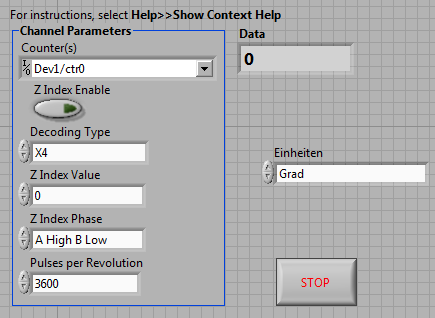 For instructions, select Help>>Show Context Help
Channel Parameters
Counter(s)
I/O Dev1/ctr0
Z Index Enable
Decoding Type
X4
Z Index Value
0
Z Index Phase
A High B Low
Pulses per Revolution
3600
Data
0
Einheiten
Grad
STOP